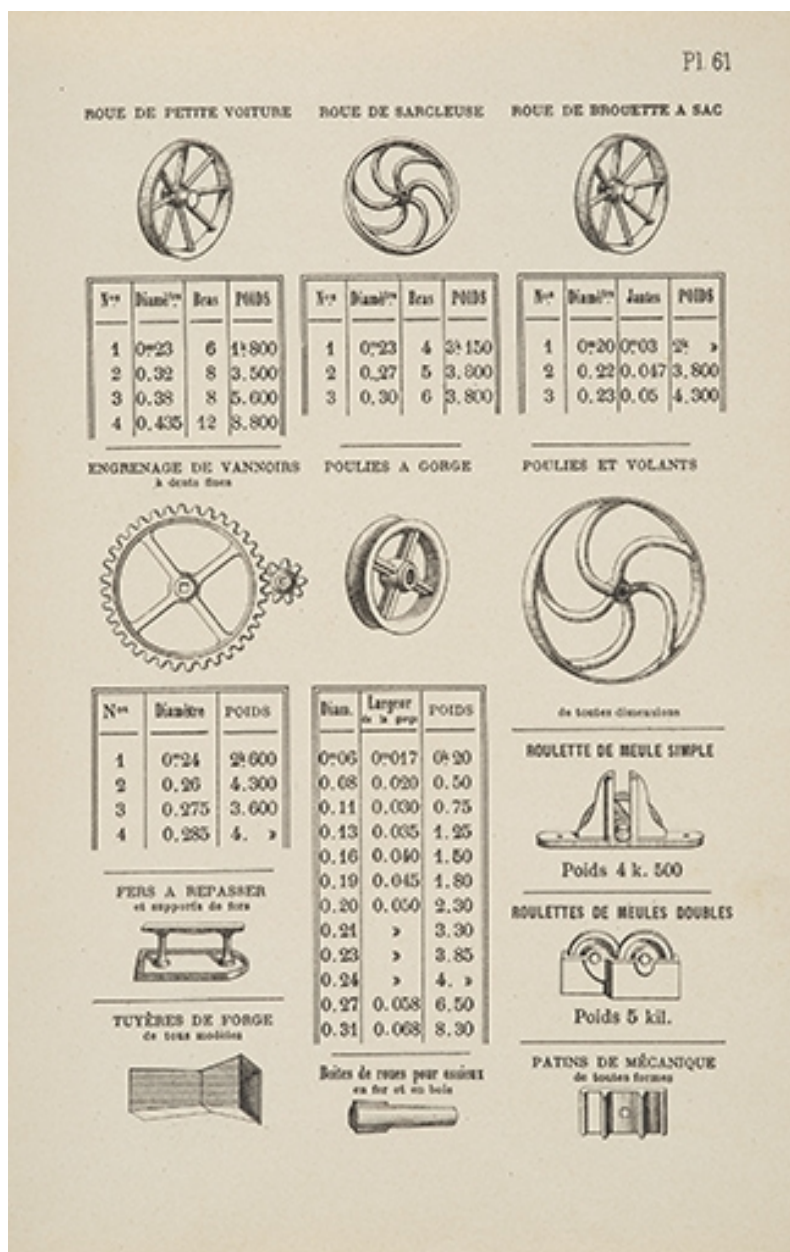 Pl. 61
ROUE DE PETITE VOITURE
Nos Diamètre Bras POIDS
1 0m23 6 1k800
2 0.32 8 3.500
3 0.38 8 5.600
4 0.435 12 8.800
ROUE DE SARCLEUSE
Nos Diamètre Bras POIDS
1 0m23 4 3k150
2 0.27 5 3.600
3 0.30 6 3.800
ROUE DE BROUETTE A SAC
Nos Diamètre Jantes POIDS
1 0m20 0m03 2k »
2 0.22 0.047 3.800
3 0.23 0.05 4.300
ENGRENAGE DE VANNOIRS
à dents fines
Nos Diamètre POIDS
1 0m24 2k600
2 0.26 4.300
3 0.275 3.600
4 0.285 4. »
FERS A REPASSER
et supports de fers
TUYÈRES DE FORGE
de tous modèles
POULIES A GORGE
Diam. Largeur de la gorge POIDS
0m06 0m017 0k20
0.08 0.020 0.50
0.11 0.030 0.75
0.13 0.035 1.25
0.16 0.040 1.50
0.19 0.045 1.80
0.20 0.050 2.30
0.21 » 3.30
0.23 » 3.85
0.24 » 4. »
0.27 0.058 6.50
0.31 0.068 8.30
Boites de roues pour essieux
en fer et en bois
POULIES ET VOLANTS
de toutes dimensions
ROULETTE DE MEULE SIMPLE
Poids 4 k. 500
ROULETTES DE MEULES DOUBLES
Poids 5 kil.
PATINS DE MÉCANIQUE
de toutes formes